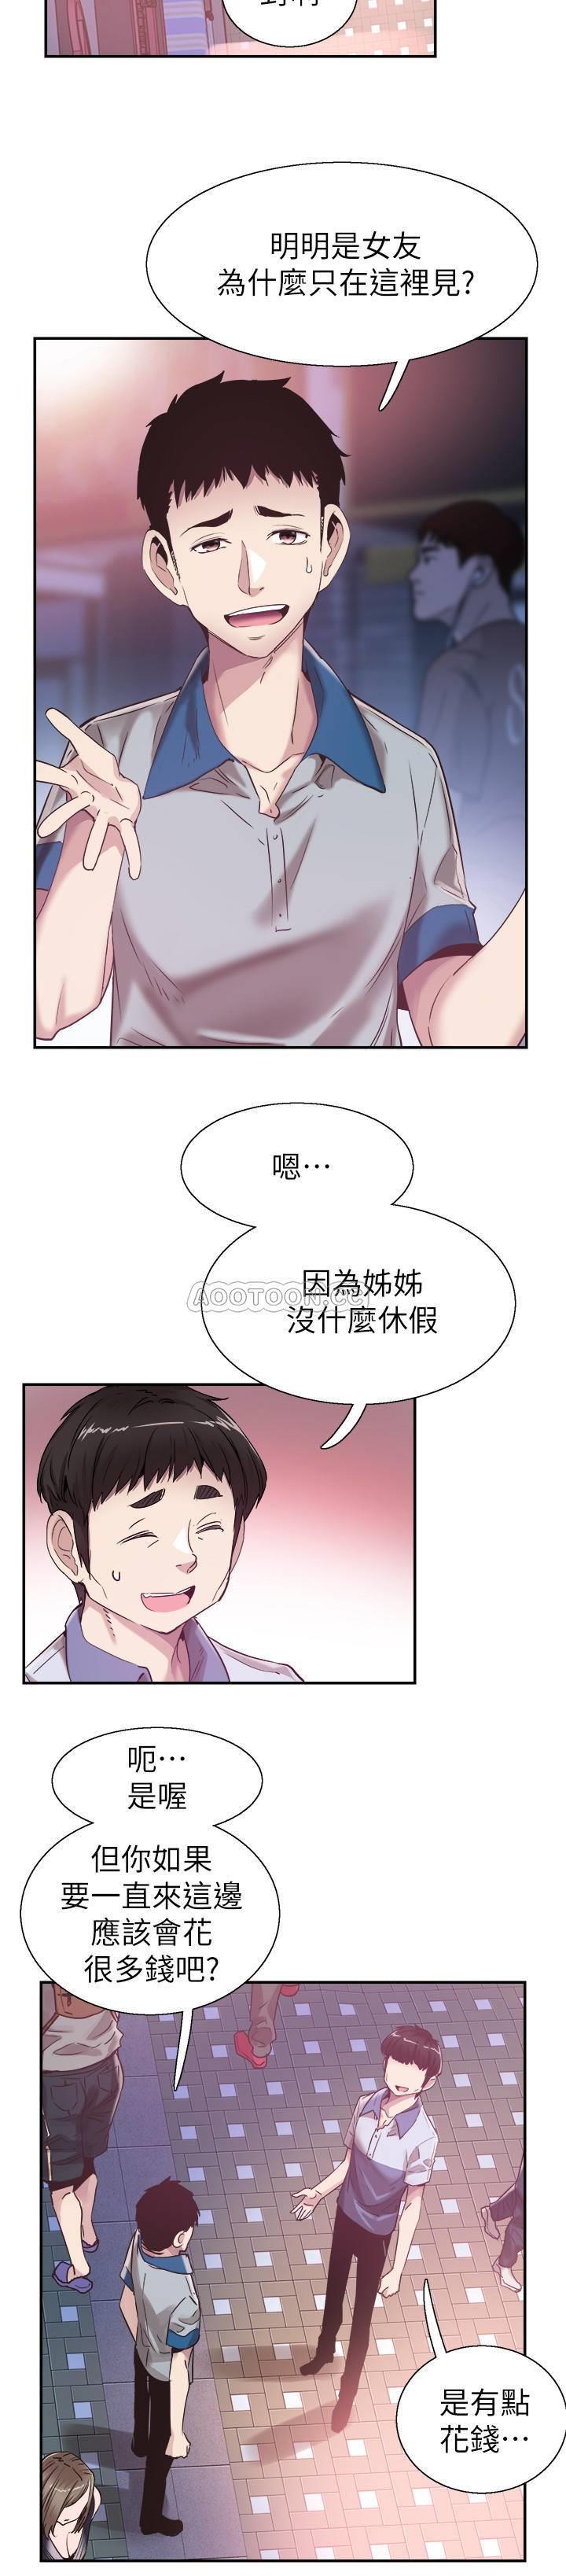 明明是女友
為什麼只在這裡見?
嗯…
因為姊姊
沒什麼休假
AOOTOON.CC
呃…
是喔
但你如果
要一直來這邊
應該會花
很多錢吧?
是有點
花錢…